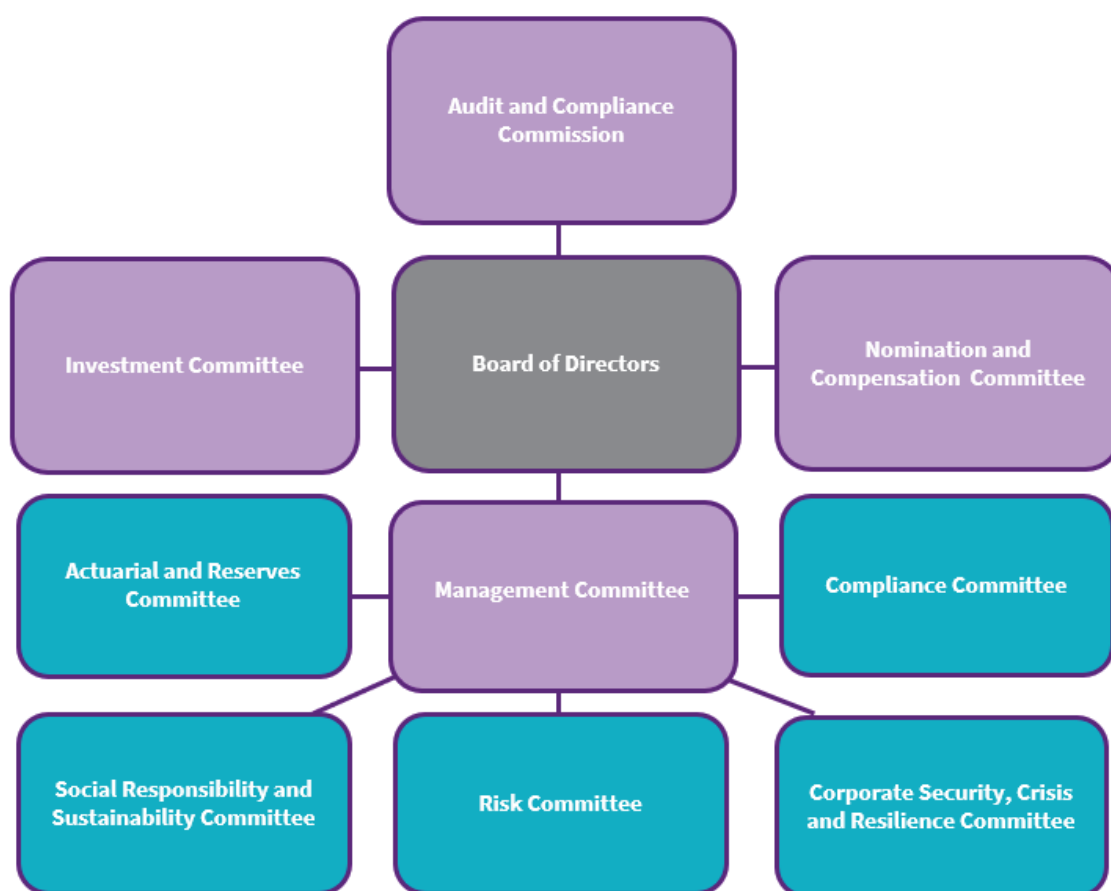 Audit and Compliance
Commission
Investment Committee
Board of Directors
Nomination and
Compensation  Committee
Actuarial and Reserves
Committee
Management Committee
Compliance Committee
Social Responsibility and
Sustainability Committee
Risk Committee
Corporate Security, Crisis
and Resilience Committee